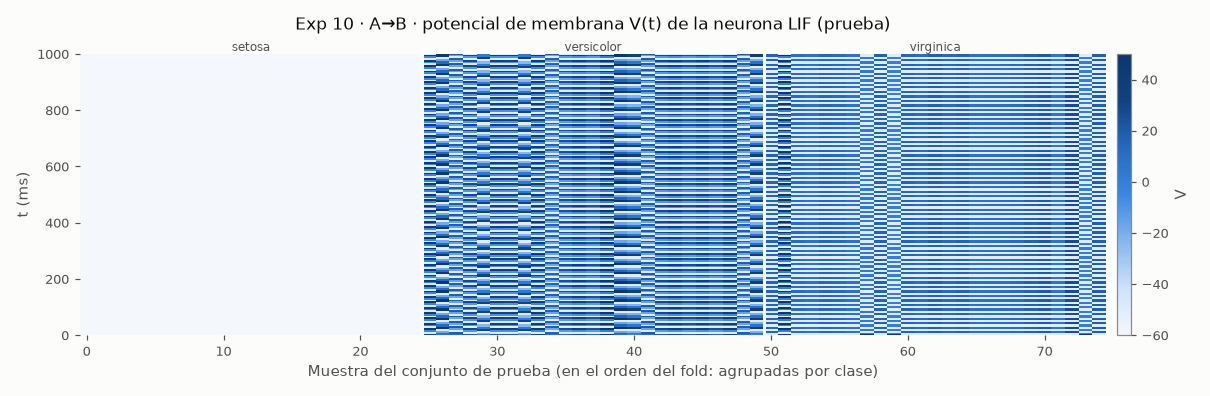 Exp 10 · A→B · potencial de membrana V(t) de la neurona LIF (prueba)
setosa versicolor virginica
1000
800
600
400
200
0
t (ms)
0 10 20 30 40 50 60 70
Muestra del conjunto de prueba (en el orden del fold: agrupadas por clase)
40
20
0
−20
−40
−60
V